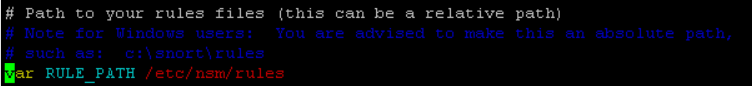 # Path to your rules files (this can be a relative path)
# Note for Windows users:  You are advised to make this an absolute path,
# such as:  c:\snort\rules
var RULE_PATH /etc/nsm/rules